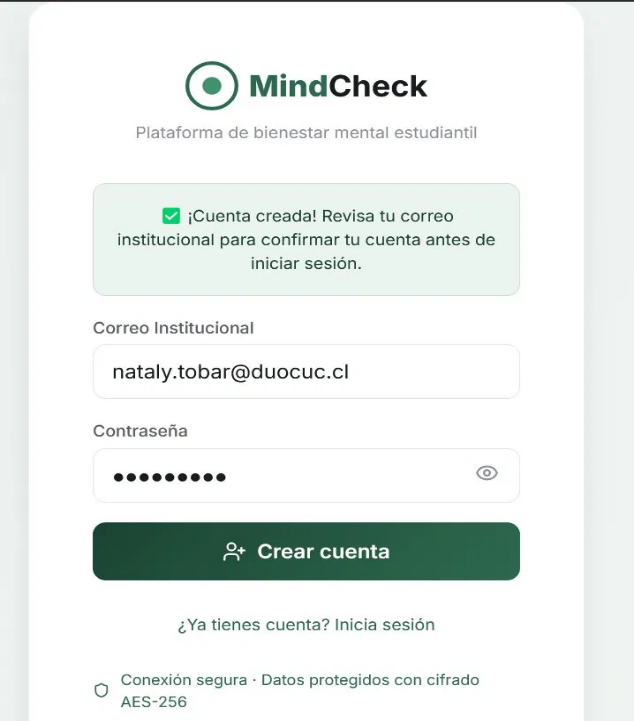 MindCheck
Plataforma de bienestar mental estudiantil
✅ ¡Cuenta creada! Revisa tu correo
institucional para confirmar tu cuenta antes de
iniciar sesión.
Correo Institucional
nataly.tobar@duocuc.cl
Contraseña
●●●●●●●●●
Crear cuenta
¿Ya tienes cuenta? Inicia sesión
Conexión segura · Datos protegidos con cifrado
AES-256